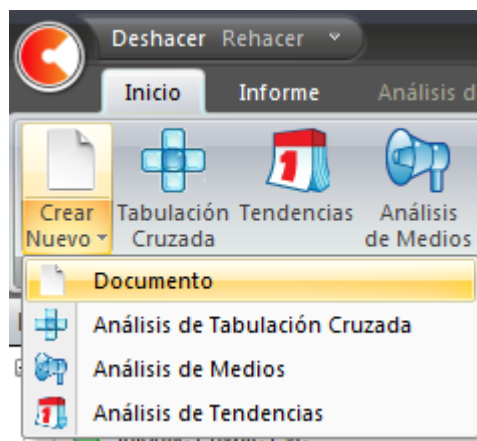 Deshacer Rehacer
Inicio Informe Análisis d
Crear Nuevo
Tabulación Cruzada
Tendencias
Análisis de Medios
Documento
Análisis de Tabulación Cruzada
Análisis de Medios
Análisis de Tendencias